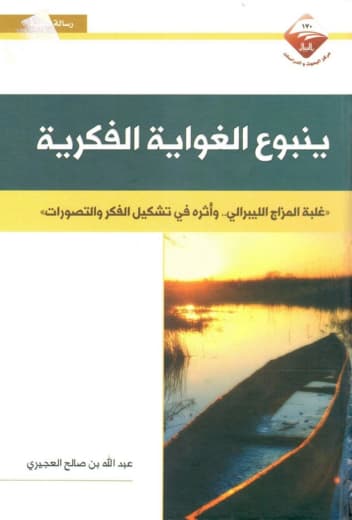 رسالة
١٧٠
البيان
مركز البحوث والدراسات
ينبوع الغواية الفكرية
«غلبة المزاج الليبرالي.. وأثره في تشكيل الفكر والتصورات»
عبد الله بن صالح العجيري